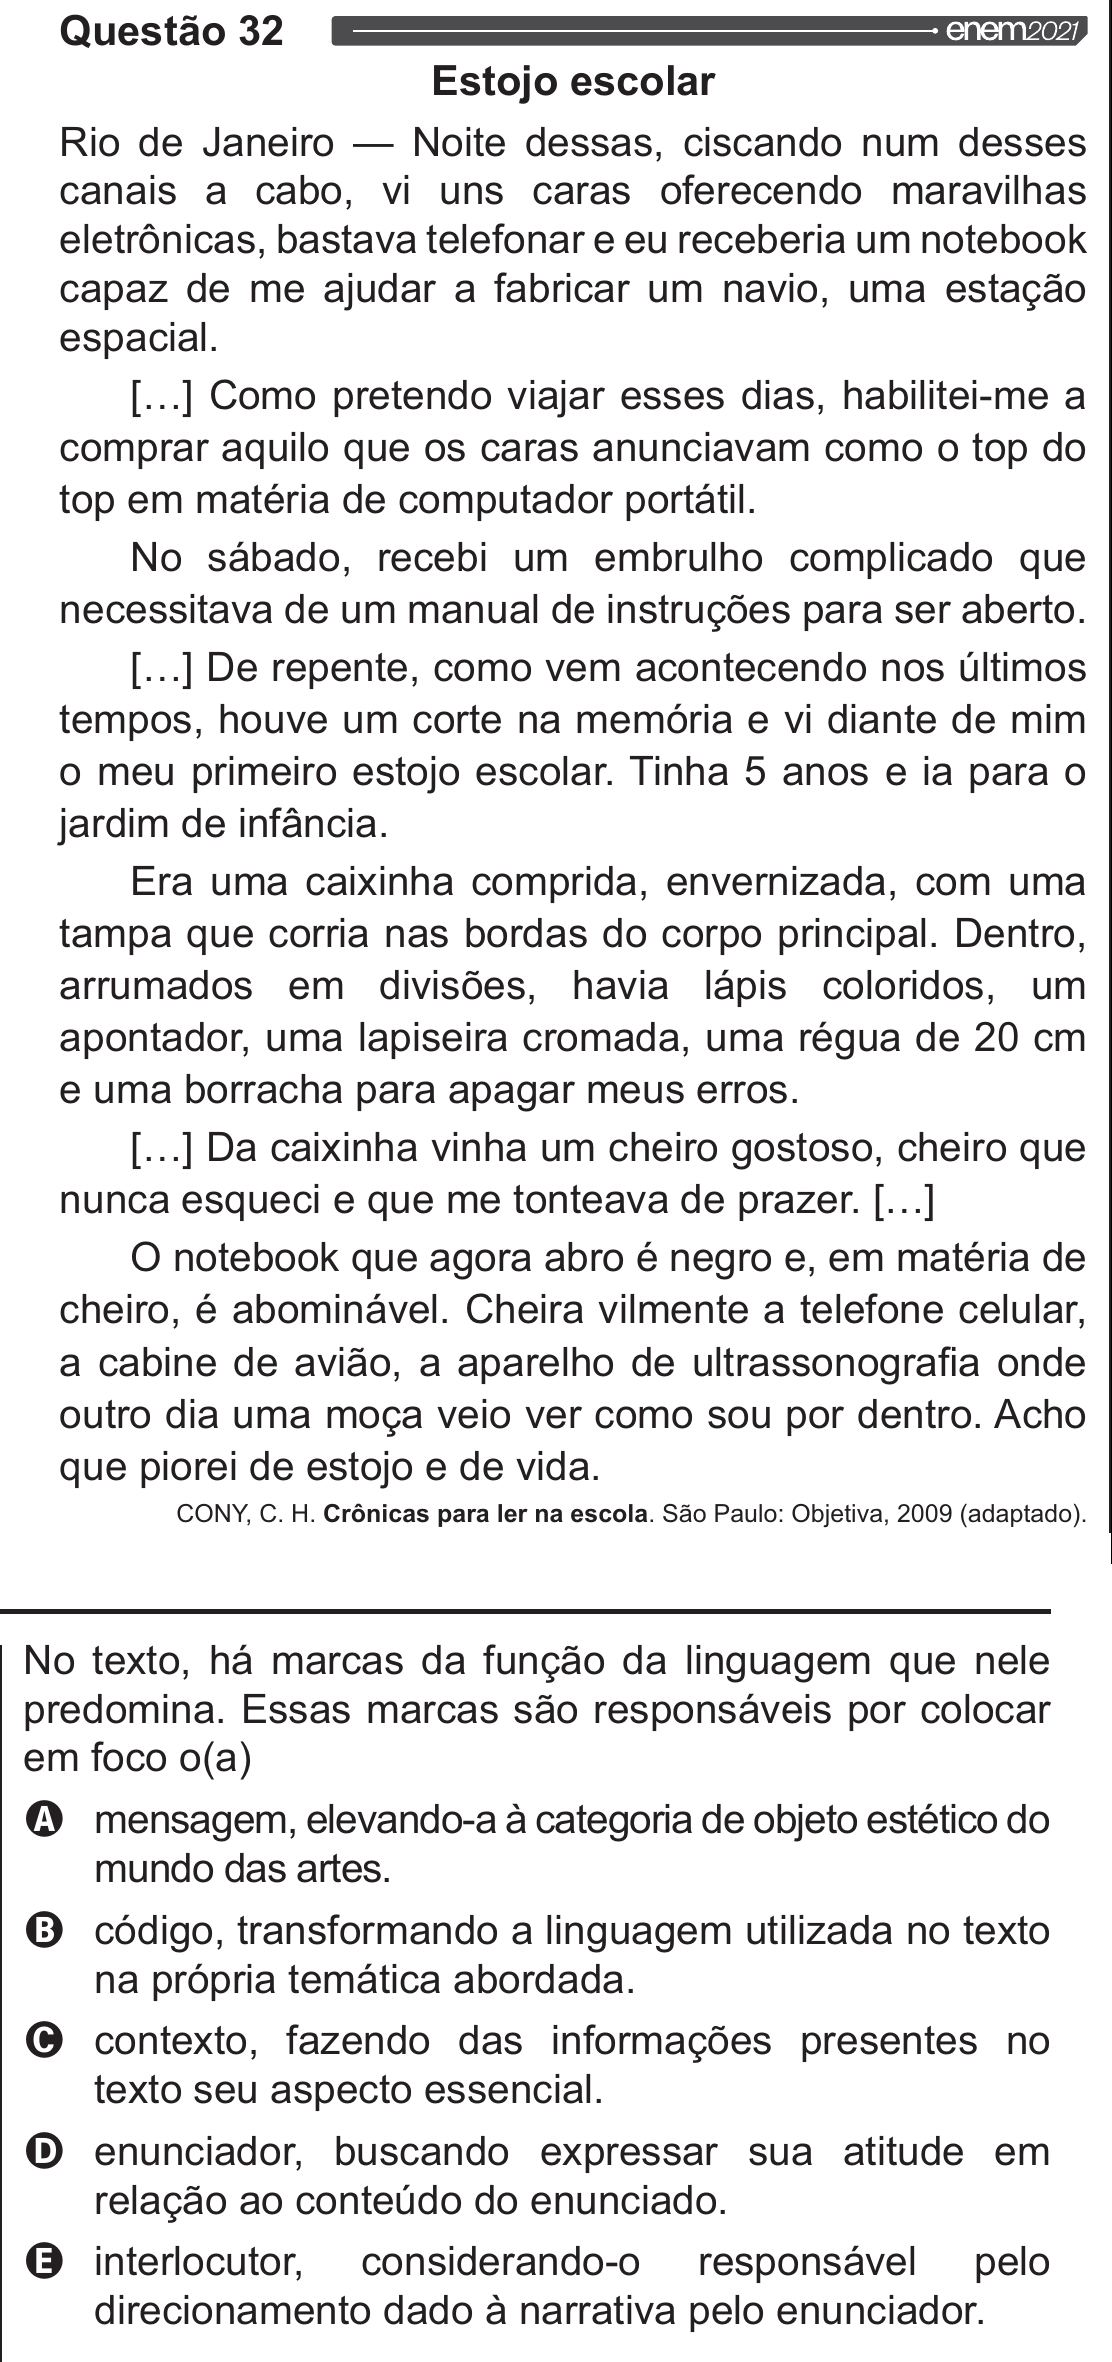 Questão 32
enem2021
Estojo escolar
Rio de Janeiro — Noite dessas, ciscando num desses
canais a cabo, vi uns caras oferecendo maravilhas
eletrônicas, bastava telefonar e eu receberia um notebook
capaz de me ajudar a fabricar um navio, uma estação
espacial.
[…] Como pretendo viajar esses dias, habilitei-me a
comprar aquilo que os caras anunciavam como o top do
top em matéria de computador portátil.
No sábado, recebi um embrulho complicado que
necessitava de um manual de instruções para ser aberto.
[…] De repente, como vem acontecendo nos últimos
tempos, houve um corte na memória e vi diante de mim
o meu primeiro estojo escolar. Tinha 5 anos e ia para o
jardim de infância.
Era uma caixinha comprida, envernizada, com uma
tampa que corria nas bordas do corpo principal. Dentro,
arrumados em divisões, havia lápis coloridos, um
apontador, uma lapiseira cromada, uma régua de 20 cm
e uma borracha para apagar meus erros.
[…] Da caixinha vinha um cheiro gostoso, cheiro que
nunca esqueci e que me tonteava de prazer. […]
O notebook que agora abro é negro e, em matéria de
cheiro, é abominável. Cheira vilmente a telefone celular,
a cabine de avião, a aparelho de ultrassonografia onde
outro dia uma moça veio ver como sou por dentro. Acho
que piorei de estojo e de vida.
CONY, C. H. Crônicas para ler na escola. São Paulo: Objetiva, 2009 (adaptado).
No texto, há marcas da função da linguagem que nele
predomina. Essas marcas são responsáveis por colocar
em foco o(a)
A mensagem, elevando-a à categoria de objeto estético do
mundo das artes.
B código, transformando a linguagem utilizada no texto
na própria temática abordada.
C contexto, fazendo das informações presentes no
texto seu aspecto essencial.
D enunciador, buscando expressar sua atitude em
relação ao conteúdo do enunciado.
E interlocutor, considerando-o responsável pelo
direcionamento dado à narrativa pelo enunciador.